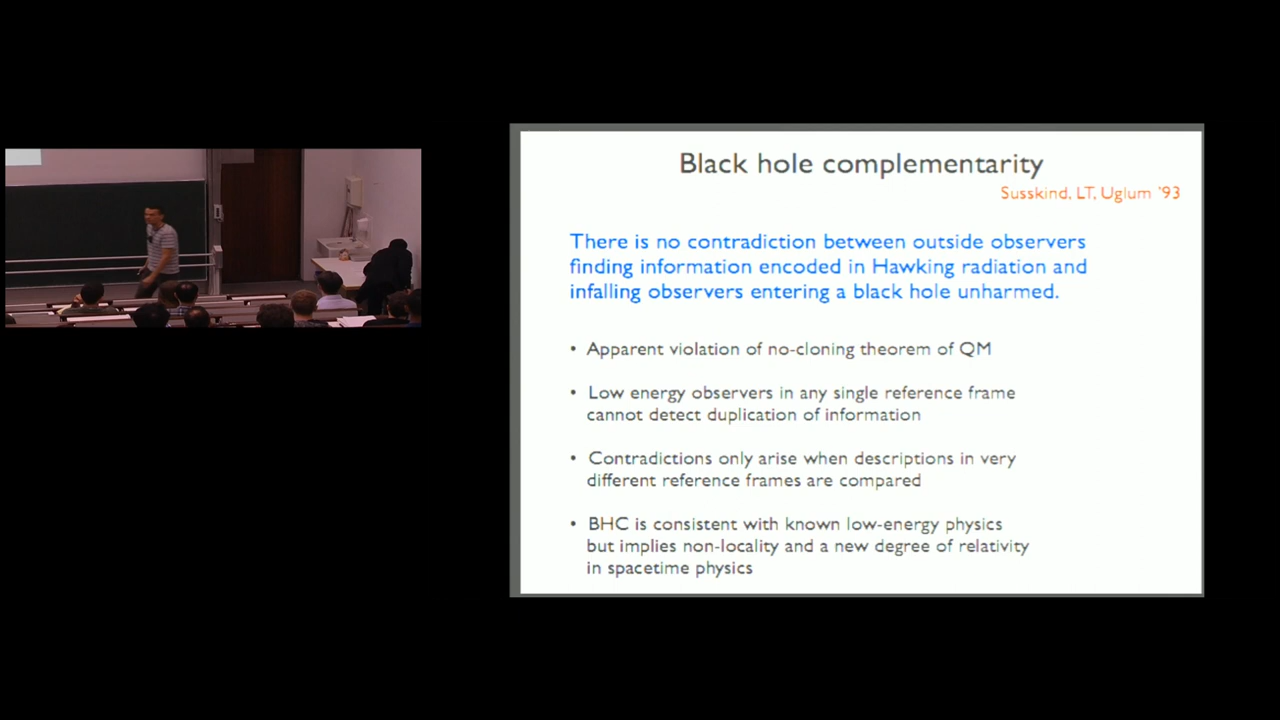 Black hole complementarity
Susskind, LT, Uglum '93
There is no contradiction between outside observers
finding information encoded in Hawking radiation and
infalling observers entering a black hole unharmed.
• Apparent violation of no-cloning theorem of QM
• Low energy observers in any single reference frame
cannot detect duplication of information
• Contradictions only arise when descriptions in very
different reference frames are compared
• BHC is consistent with known low-energy physics
but implies non-locality and a new degree of relativity
in spacetime physics